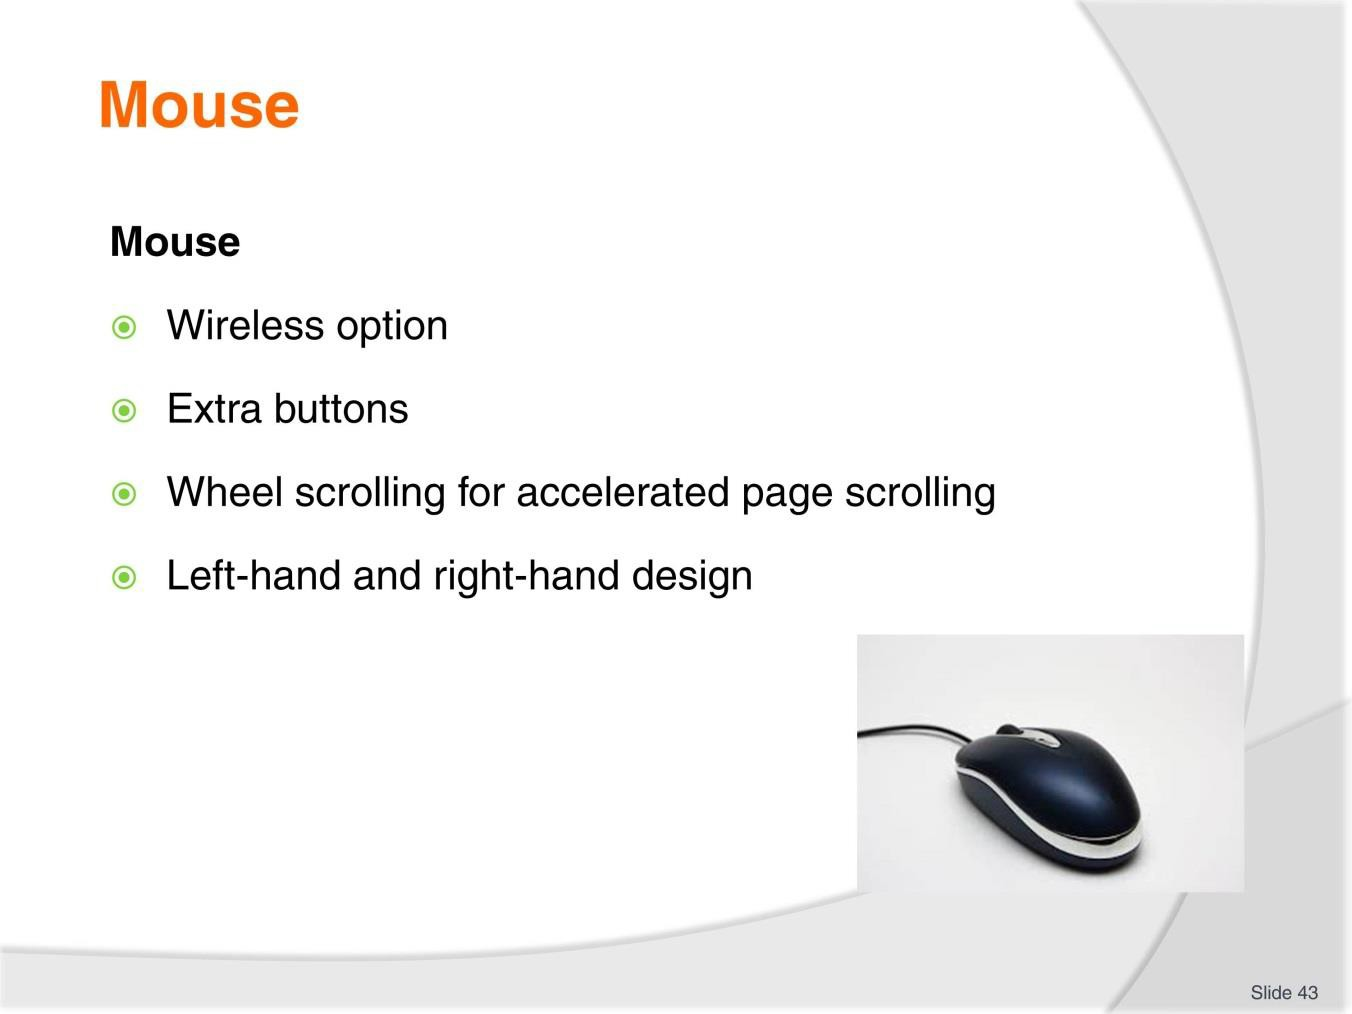 Mouse
Mouse
Wireless option
Extra buttons
Wheel scrolling for accelerated page scrolling
Left-hand and right-hand design
Slide 43